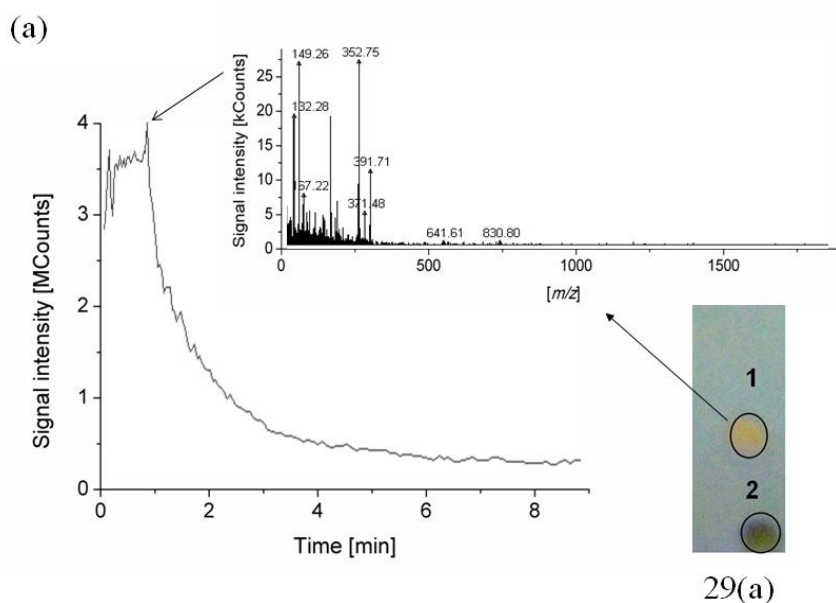 (a)
Signal intensity [kCounts]
25
20
15
10
5
0
149.26
352.75
132.28
391.71
167.22
371.48
641.61
830.80
0 500 1000 1500
[m/z]
Signal intensity [MCounts]
4
3
2
1
0
0 2 4 6 8
Time [min]
1
2
29(a)